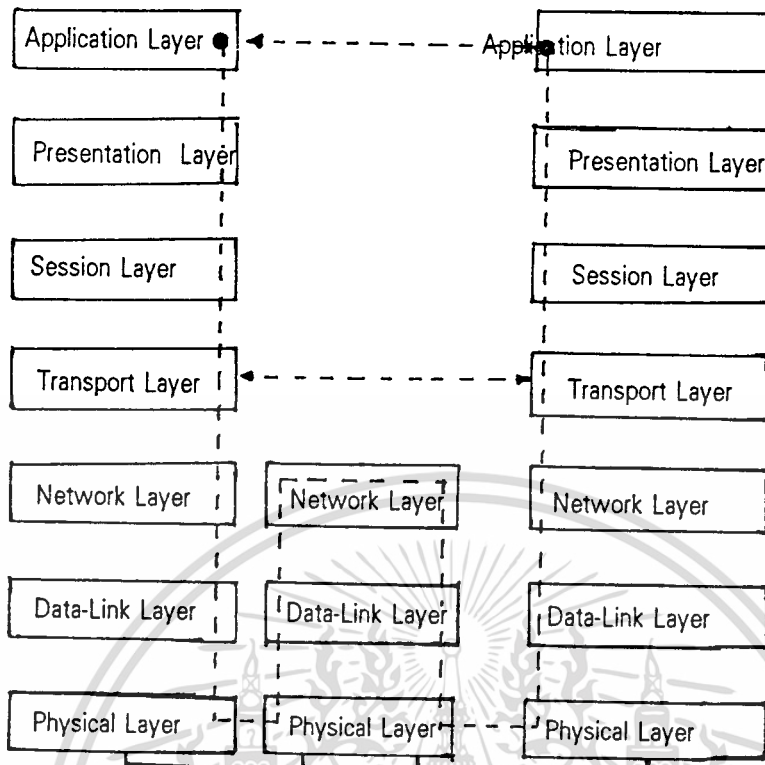 Application Layer Application Layer
Presentation Layer Presentation Layer
Session Layer Session Layer
Transport Layer Transport Layer
Network Layer Network Layer Network Layer
Data-Link Layer Data-Link Layer Data-Link Layer
Physical Layer Physical Layer Physical Layer